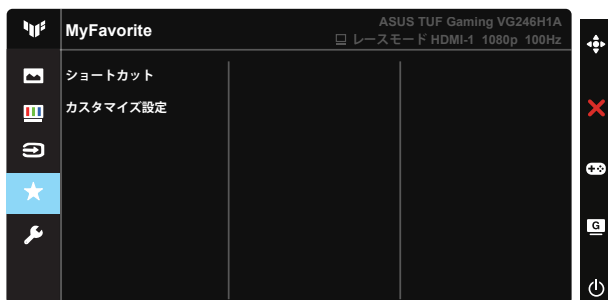 MyFavorite
ASUS TUF Gaming VG246H1A
レースモード HDMI-1 1080p 100Hz
ショートカット
カスタマイズ設定
G